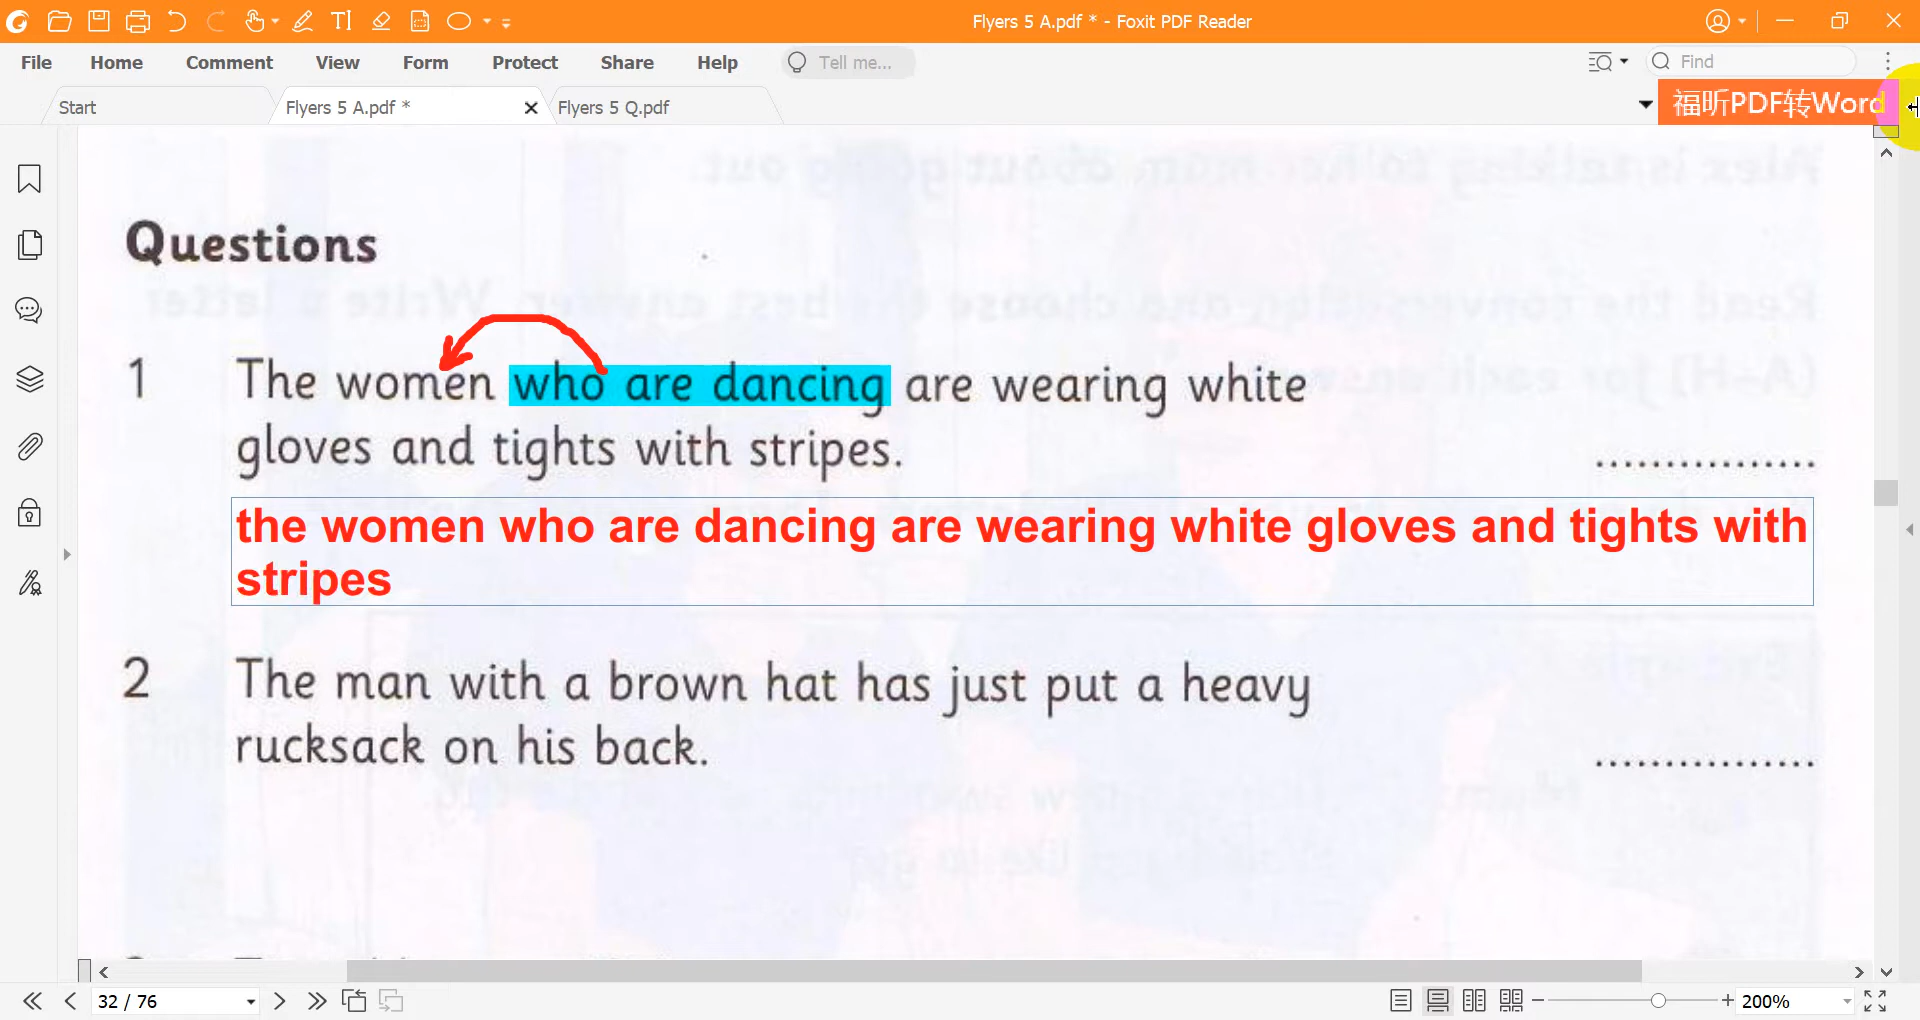 Flyers 5 A.pdf * - Foxit PDF Reader
File Home Comment View Form Protect Share Help Tell me... Find
Start Flyers 5 A.pdf * Flyers 5 Q.pdf 福昕PDF转Word
Questions
1 The women who are dancing are wearing white
gloves and tights with stripes. ................
the women who are dancing are wearing white gloves and tights with
stripes
2 The man with a brown hat has just put a heavy
rucksack on his back. ................
32 / 76 200%